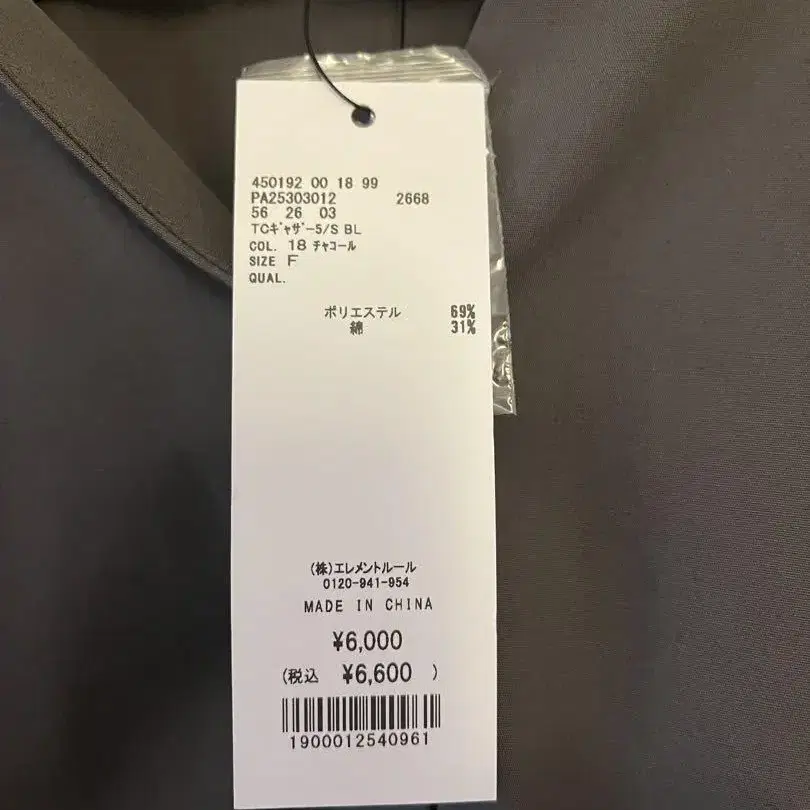 450192 00 18 99
PA25303012 2668
56 26 03
TCｷﾞｬｻﾞｰ5/S BL
COL. 18 ﾁｬｺｰﾙ
SIZE F
QUAL.
ポリエステル 69%
綿 31%
(株)エレメントルール
0120-941-954
MADE IN CHINA
¥6,000
(税込 ¥6,600 )
1900012540961